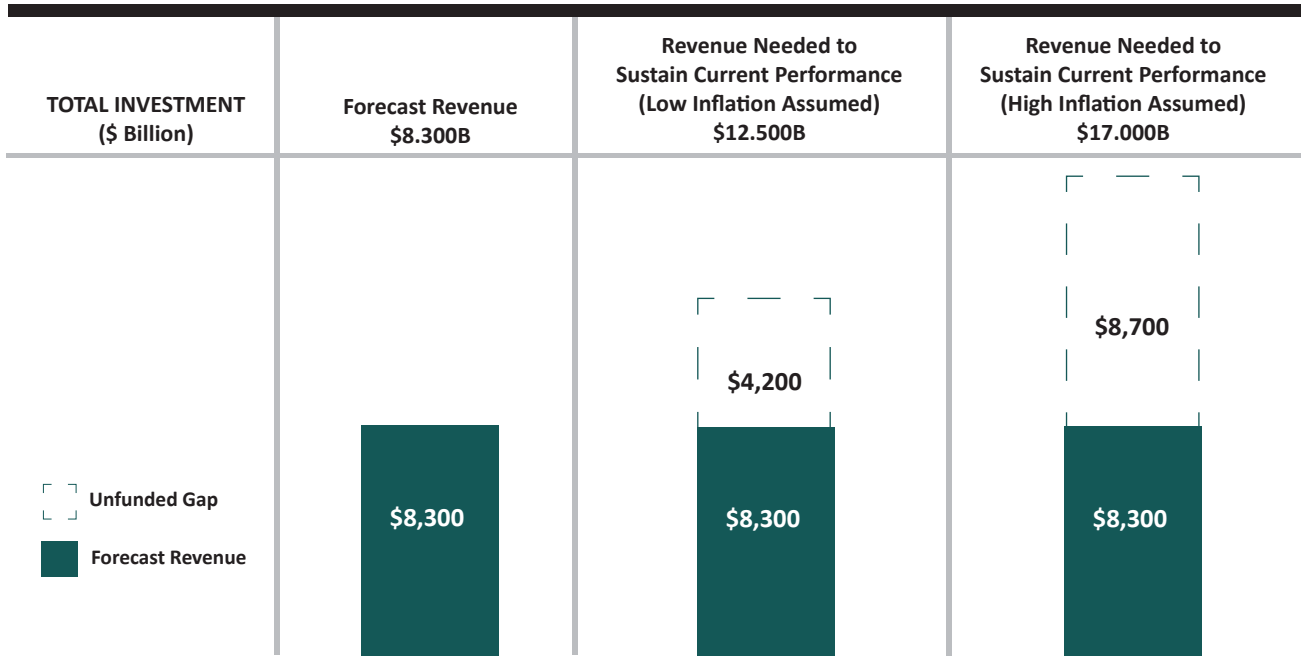 TOTAL INVESTMENT
($ Billion)
Forecast Revenue
$8.300B
Revenue Needed to
Sustain Current Performance
(Low Inflation Assumed)
$12.500B
Revenue Needed to
Sustain Current Performance
(High Inflation Assumed)
$17.000B
Unfunded Gap
Forecast Revenue
$8,300
$4,200
$8,300
$8,700
$8,300